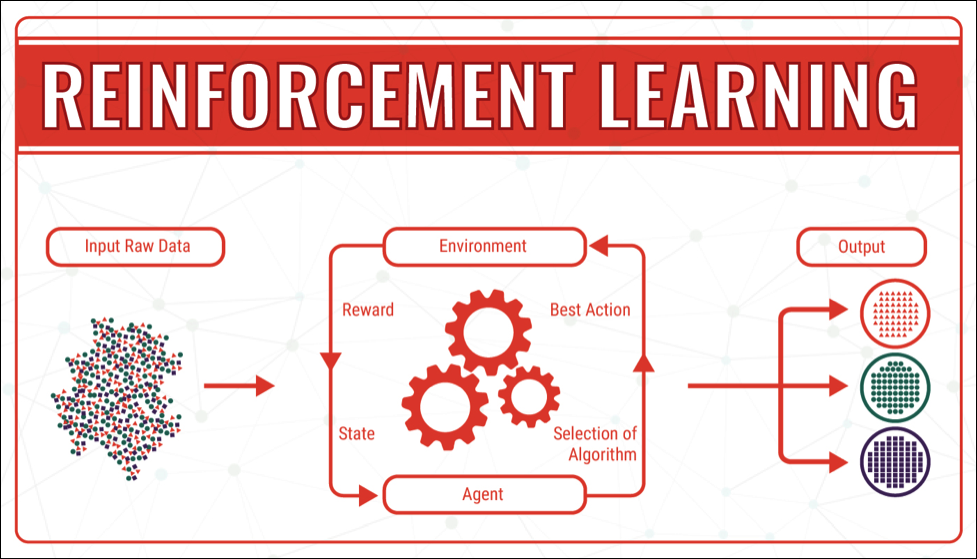 REINFORCEMENT LEARNING
Input Raw Data
Environment
Output
Reward
Best Action
State
Selection of
Algorithm
Agent